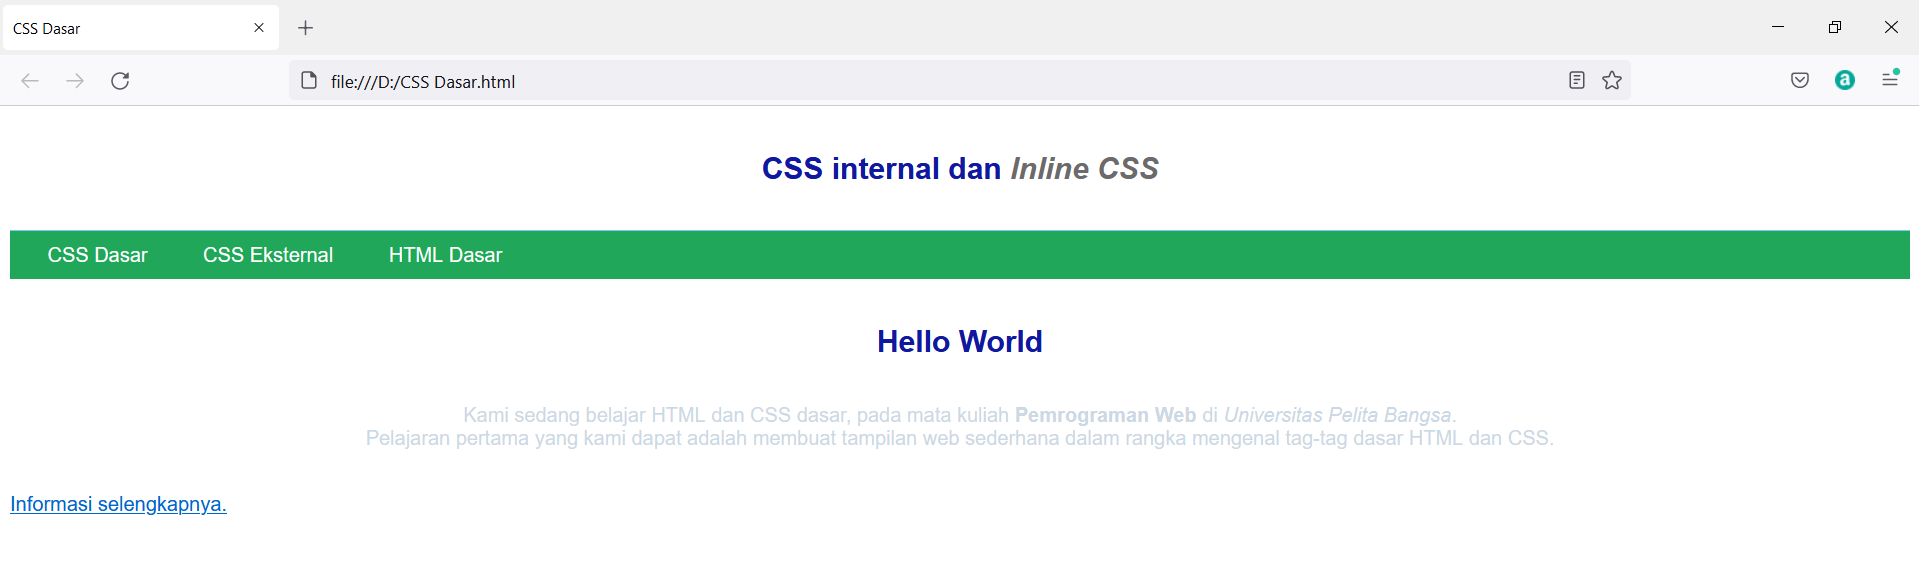 CSS Dasar
file:///D:/CSS Dasar.html
a
CSS internal dan Inline CSS
CSS Dasar CSS Eksternal HTML Dasar
Hello World
Kami sedang belajar HTML dan CSS dasar, pada mata kuliah Pemrograman Web di Universitas Pelita Bangsa.
Pelajaran pertama yang kami dapat adalah membuat tampilan web sederhana dalam rangka mengenal tag-tag dasar HTML dan CSS.
Informasi selengkapnya.